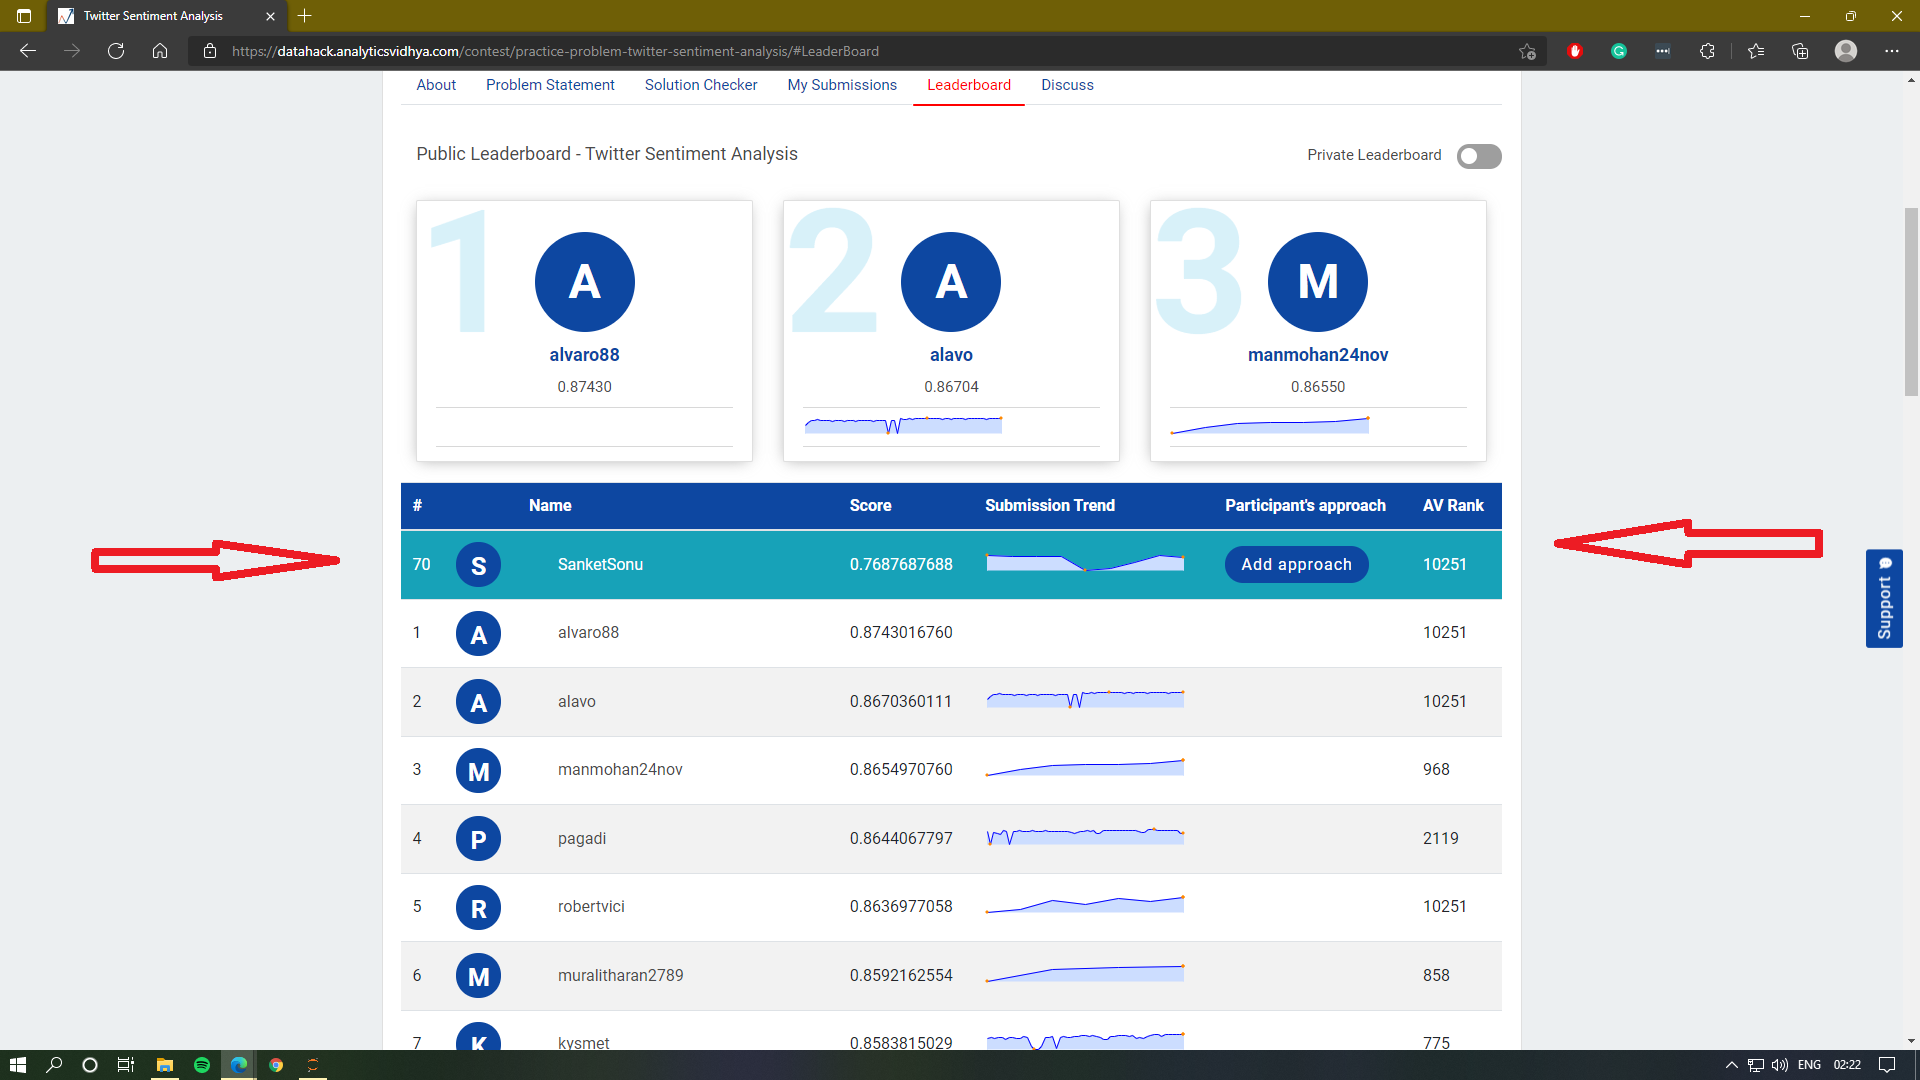 Twitter Sentiment Analysis
https://datahack.analyticsvidhya.com/contest/practice-problem-twitter-sentiment-analysis/#LeaderBoard
About Problem Statement Solution Checker My Submissions Leaderboard Discuss
Public Leaderboard - Twitter Sentiment Analysis Private Leaderboard
1 2 3
A A M
alvaro88 alavo manmohan24nov
0.87430 0.86704 0.86550
# Name Score Submission Trend Participant's approach AV Rank
70 S SanketSonu 0.7687687688 Add approach 10251
Support
1 A alvaro88 0.8743016760 10251
2 A alavo 0.8670360111 10251
3 M manmohan24nov 0.8654970760 968
4 P pagadi 0.8644067797 2119
5 R robertvici 0.8636977058 10251
6 M muralitharan2789 0.8592162554 858
7 K kysmet 0.8583815029 775
ENG 02:22